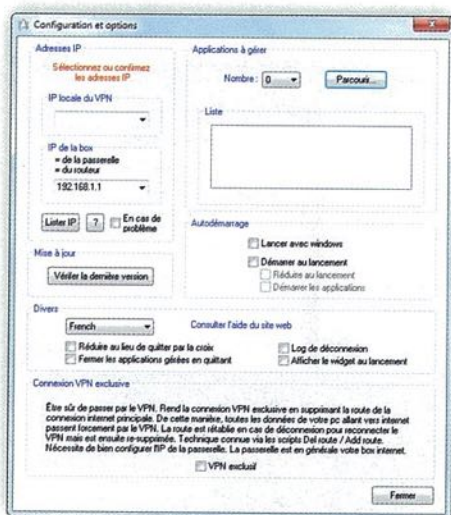 Configuration et options
Adresses IP
Sélectionnez ou confirmez
les adresses IP
IP locale du VPN
IP de la box
= de la passerelle
= du routeur
192.168.1.1
Lister IP
?
En cas de
problème
Mise à jour
Vérifier la dernière version
Applications à gérer
Nombre :
0
Parcourir...
Liste
Autodémarrage
Lancer avec windows
Démarrer au lancement
Réduire au lancement
Démarrer les applications
Divers
French
Consulter l'aide du site web
Réduire au lieu de quitter par la croix
Log de déconnexion
Fermer les applications gérées en quittant
Afficher le widget au lancement
Connexion VPN exclusive
Être sûr de passer par le VPN. Rend la connexion VPN exclusive en supprimant la route de la
connexion internet principale. De cette manière, toutes les données de votre pc allant vers internet
passent forcement par le VPN. La route est rétablie en cas de déconnexion pour reconnecter le
VPN mais est ensuite re-supprimée. Technique connue via les scripts Del route / Add route.
Nécessite de bien configurer l'IP de la passerelle. La passerelle est en générale votre box internet.
VPN exclusif
Fermer